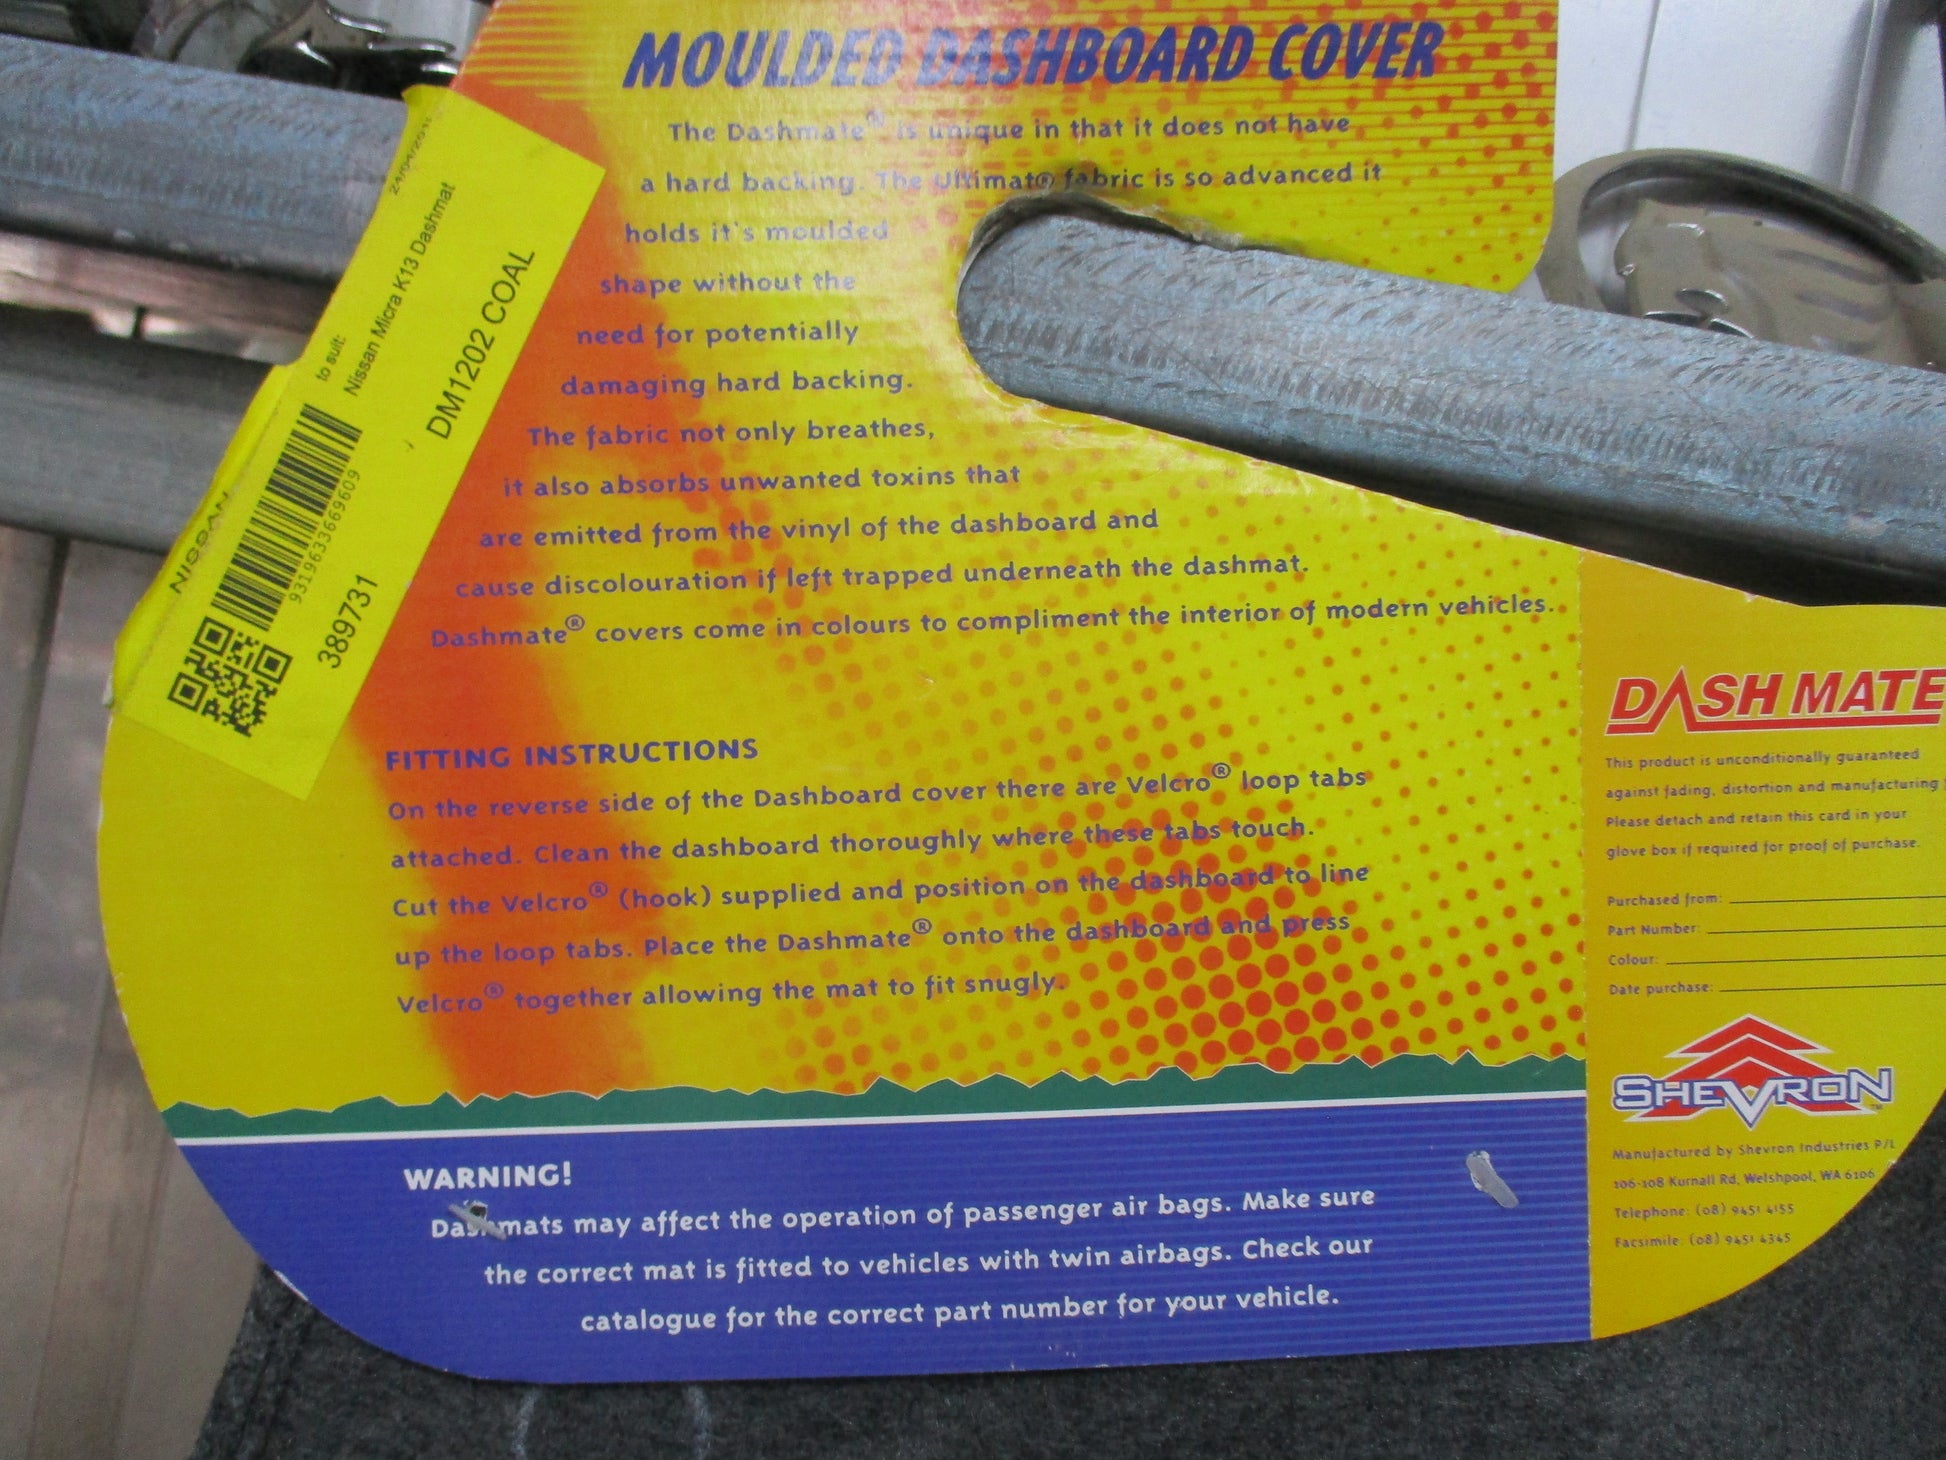 MOULDED DASHBOARD COVER
The Dashmate® is unique in that it does not have
a hard backing. The Ultimat® fabric is so advanced it
holds it's moulded
shape without the
need for potentially
damaging hard backing.
The fabric not only breathes,
it also absorbs unwanted toxins that
are emitted from the vinyl of the dashboard and
cause discolouration if left trapped underneath the dashmat.
Dashmate® covers come in colours to compliment the interior of modern vehicles.
FITTING INSTRUCTIONS
On the reverse side of the Dashboard cover there are Velcro® loop tabs
attached. Clean the dashboard thoroughly where these tabs touch.
Cut the Velcro® (hook) supplied and position on the dashboard to line
up the loop tabs. Place the Dashmate® onto the dashboard and press
Velcro® together allowing the mat to fit snugly.
WARNING!
Dashmats may affect the operation of passenger air bags. Make sure
the correct mat is fitted to vehicles with twin airbags. Check our
catalogue for the correct part number for your vehicle.
NISSAN
9319633669609
to suit:
Nissan Micra K13 Dashmat
389731
DM1202 COAL
DASH MATE
This product is unconditionally guaranteed
against fading, distortion and manufacturing
Please detach and retain this card in your
glove box if required for proof of purchase.
Purchased from:
Part Number:
Colour:
Date purchase:
SHEVRON™
Manufactured by Shevron Industries P/L
106-108 Kurnall Rd, Welshpool, WA 6106
Telephone: (08) 9451 4155
Facsimile: (08) 9451 4345